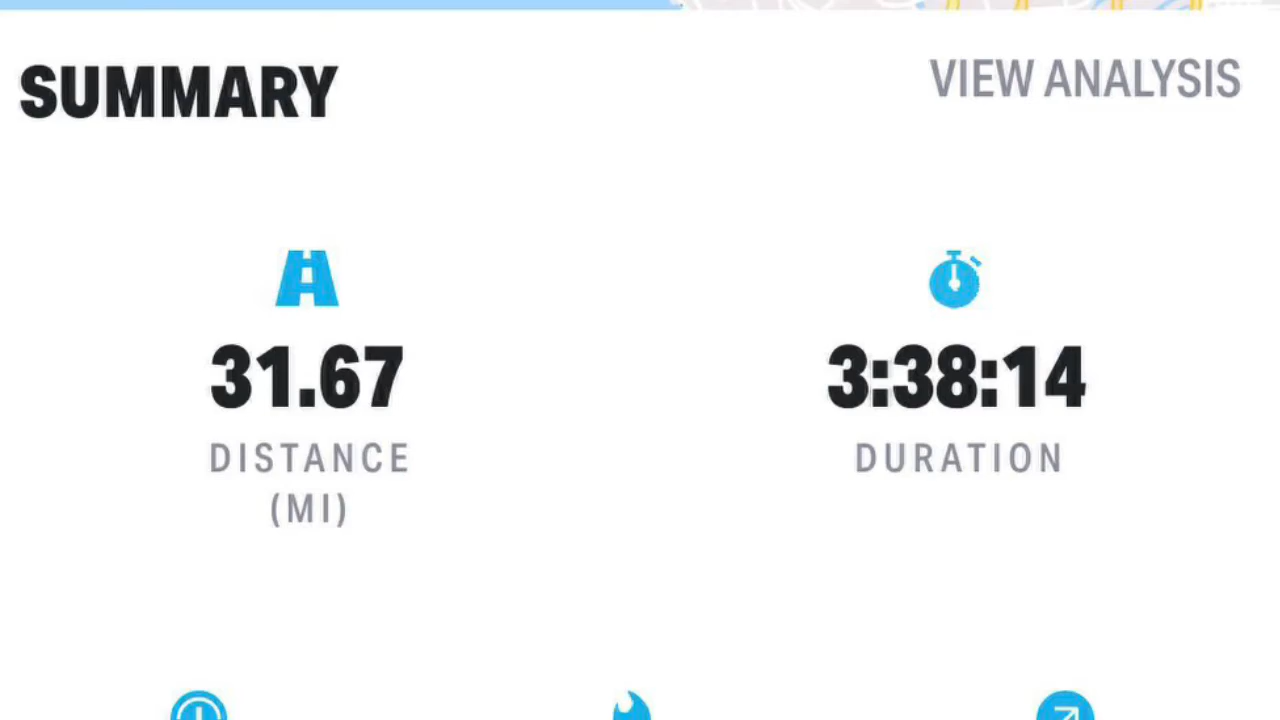 SUMMARY
VIEW ANALYSIS
31.67
3:38:14
DISTANCE
(MI)
DURATION